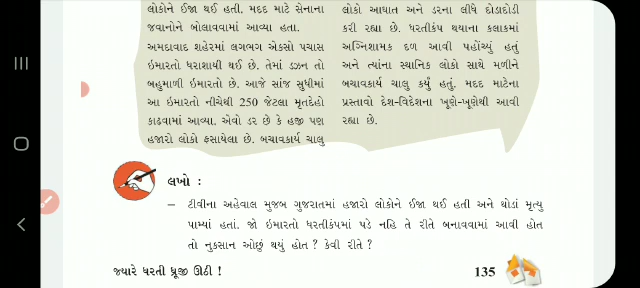 લોકોને ઈજા થઈ હતી. મદદ માટે સેનાના
જવાનોને બોલાવવામાં આવ્યા હતા.
અમદાવાદ શહેરમાં લગભગ એકસો પચાસ
ઇમારતો ધરાશાયી થઈ છે. તેમાં ડઝન તો
બહુમાળી ઇમારતો છે. આજે સાંજ સુધીમાં
આ ઇમારતો નીચેથી 250 જેટલા મૃતદેહો
કાઢવામાં આવ્યા. એવો ડર છે કે હજી પણ
હજારો લોકો ફસાયેલા છે. બચાવકાર્ય ચાલુ
લોકો આઘાત અને ડરના લીધે દોડાદોડી
કરી રહ્યા છે. ધરતીકંપ થયાના કલાકમાં
અગ્નિશામક દળ આવી પહોંચ્યું હતું
અને ત્યાંના સ્થાનિક લોકો સાથે મળીને
બચાવકાર્ય ચાલુ કર્યું હતું. મદદ માટેના
પ્રસ્તાવો દેશ-વિદેશના ખૂણે-ખૂણેથી આવી
રહ્યા છે.
લખો :
– ટીવીના અહેવાલ મુજબ ગુજરાતમાં હજારો લોકોને ઈજા થઈ હતી અને થોડાં મૃત્યુ
પામ્યાં હતાં. જો ઇમારતો ધરતીકંપમાં પડે નહિ તે રીતે બનાવવામાં આવી હોત
તો નુકસાન ઓછું થયું હોત ? કેવી રીતે ?
જ્યારે ધરતી ધ્રૂજી ઊઠી !
135